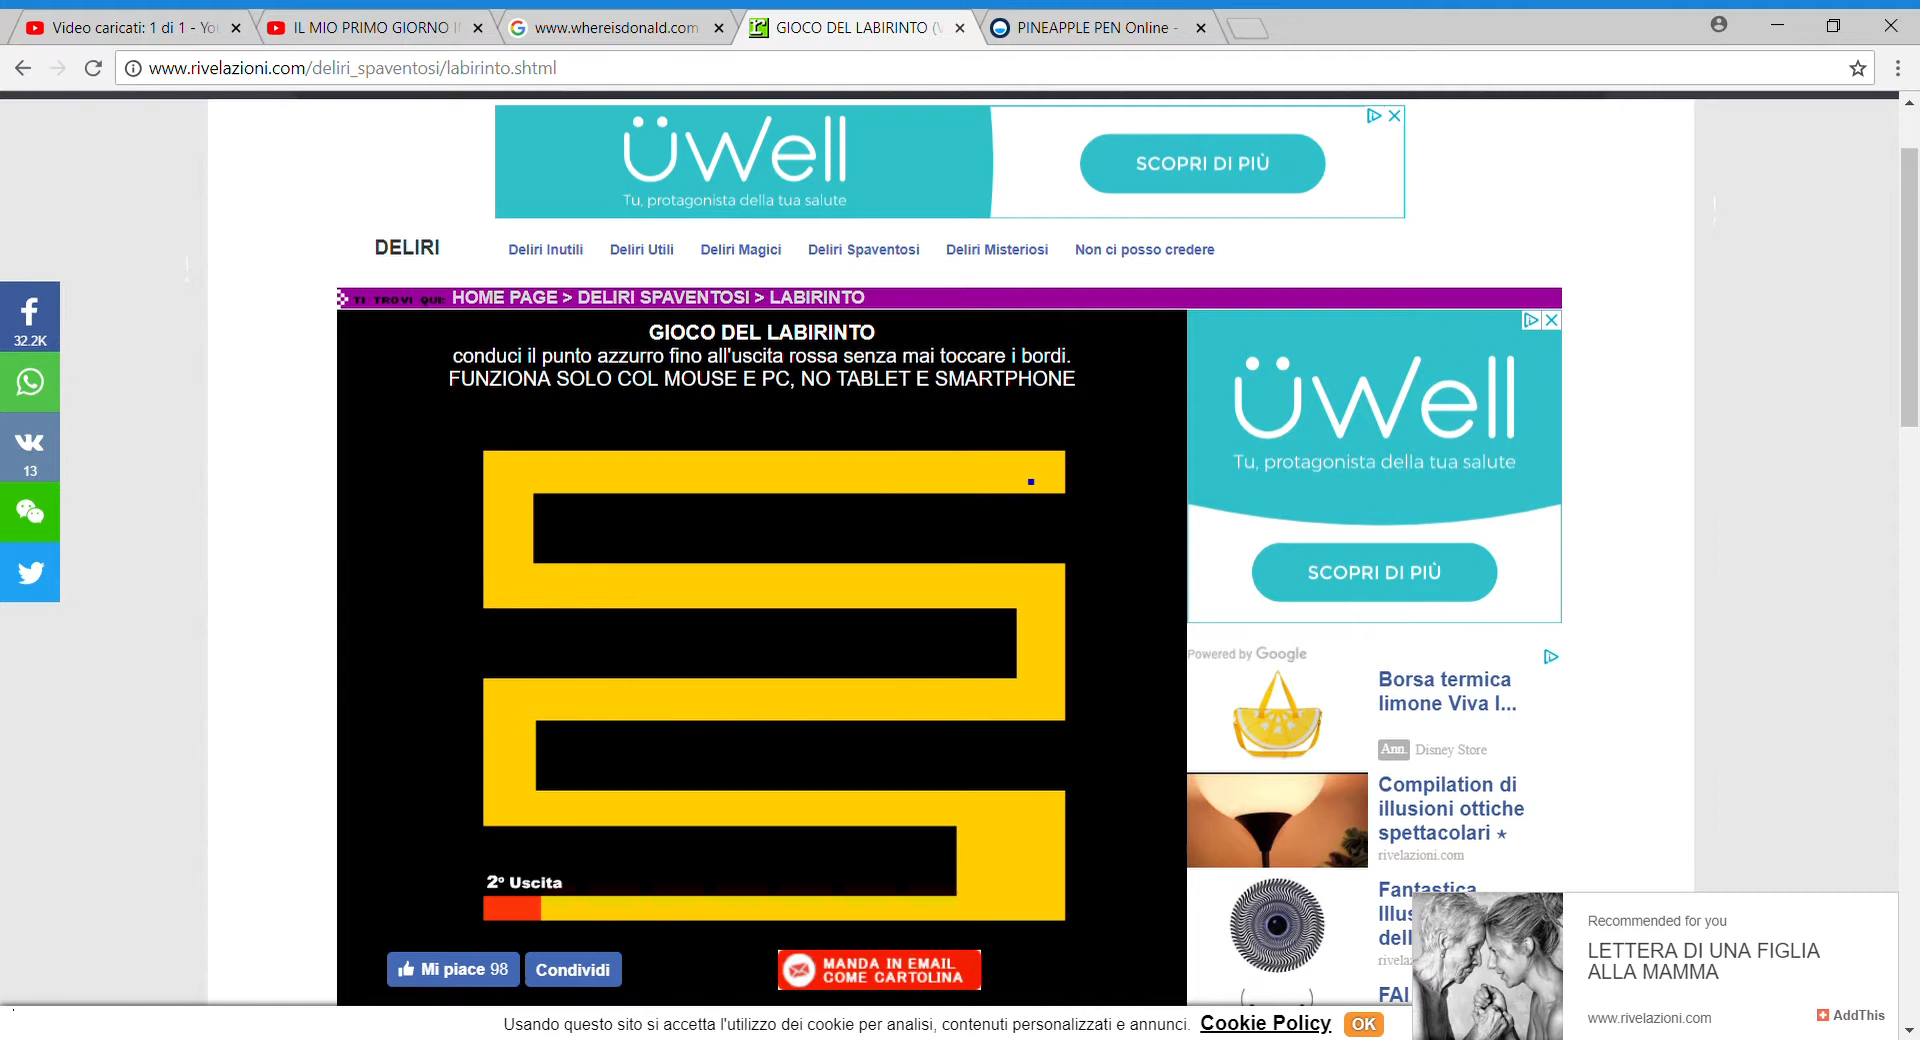 Video caricati: 1 di 1 - You
IL MIO PRIMO GIORNO I
www.whereisdonald.com
GIOCO DEL LABIRINTO (V
PINEAPPLE PEN Online -
www.rivelazioni.com/deliri_spaventosi/labirinto.shtml
üWell
Tu, protagonista della tua salute
SCOPRI DI PIÙ
DELIRI
Deliri Inutili
Deliri Utili
Deliri Magici
Deliri Spaventosi
Deliri Misteriosi
Non ci posso credere
TI TROVI QUI: HOME PAGE > DELIRI SPAVENTOSI > LABIRINTO
32.2K
13
GIOCO DEL LABIRINTO
conduci il punto azzurro fino all'uscita rossa senza mai toccare i bordi.
FUNZIONA SOLO COL MOUSE E PC, NO TABLET E SMARTPHONE
2° Uscita
Mi piace 98
Condividi
MANDA IN EMAIL
COME CARTOLINA
üWell
Tu, protagonista della tua salute
SCOPRI DI PIÙ
Powered by Google
Borsa termica
limone Viva l...
Ann. Disney Store
Compilation di
illusioni ottiche
spettacolari ★
rivelazioni.com
Fantastica
Illus
dell
rivelaz
FAI
Recommended for you
LETTERA DI UNA FIGLIA
ALLA MAMMA
www.rivelazioni.com
AddThis
Usando questo sito si accetta l'utilizzo dei cookie per analisi, contenuti personalizzati e annunci. Cookie Policy OK